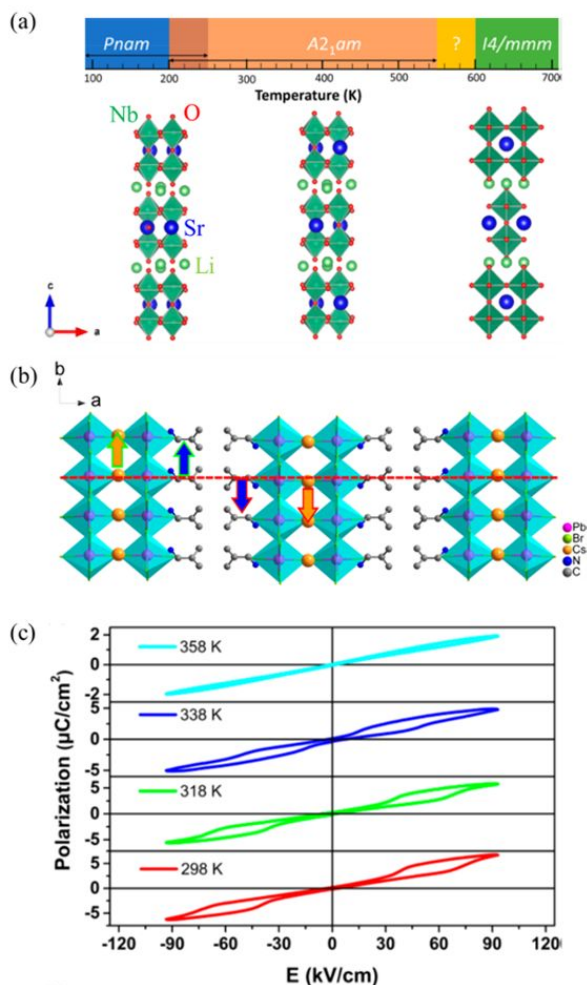 (a)
Pnam A2₁am ? I4/mmm
100 200 300 400 500 600 700
Temperature (K)
Nb O
Sr
Li
c
a
(b)
b
a
Pb
Br
Cs
N
C
(c)
Polarization (μC/cm²)
2
0
-2
358 K
5
0
-5
338 K
5
0
-5
318 K
5
0
-5
298 K
-120 -90 -60 -30 0 30 60 90 120
E (kV/cm)